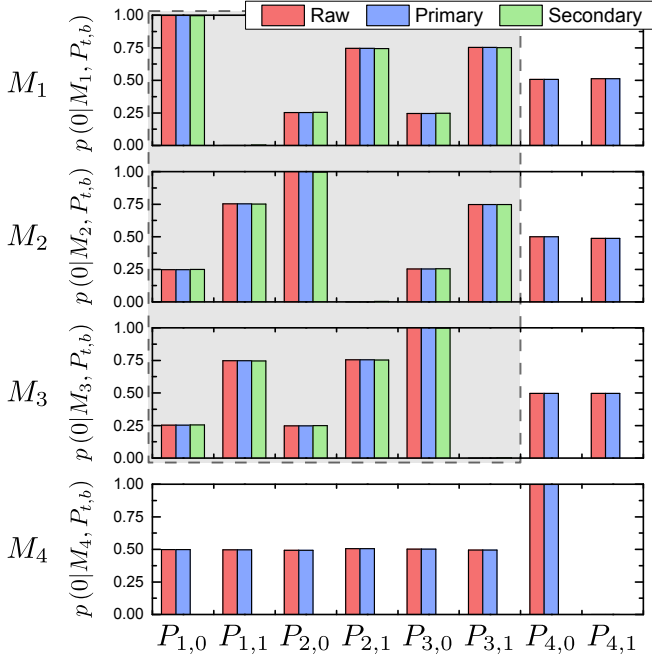 Raw Primary Secondary
M₁
p (0|M₁, Pₜ,b)
1.00
0.75
0.50
0.25
0.00
M₂
p (0|M₂, Pₜ,b)
1.00
0.75
0.50
0.25
0.00
M₃
p (0|M₃, Pₜ,b)
1.00
0.75
0.50
0.25
0.00
M₄
p (0|M₄, Pₜ,b)
1.00
0.75
0.50
0.25
0.00
P₁,₀ P₁,₁ P₂,₀ P₂,₁ P₃,₀ P₃,₁ P₄,₀ P₄,₁